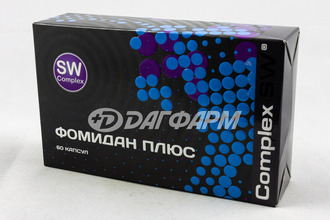 SW
Complex
ДАГФАРМ
ФОМИДАН ПЛЮС
60 КАПСУЛ
Complex SW®